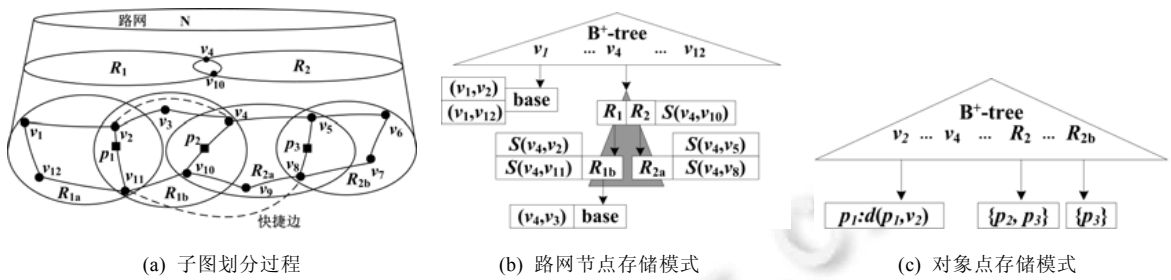 路网 N
v4
R1 R2
v10
v1 v2 v3 v4 v5 v6
p1 p2 p3
v12 v11 v10 v9 v8 v7
R1a R1b R2a R2b
快捷边
(a) 子图划分过程
B+-tree
v1 ... v4 ... v12
(v1,v2)
(v1,v12) base
R1 R2 S(v4,v10)
S(v4,v2) S(v4,v5)
S(v4,v11) R1b R2a S(v4,v8)
(v4,v3) base
(b) 路网节点存储模式
B+-tree
v2 ... v4 ... R2 ... R2b
p1:d(p1,v2) {p2, p3} {p3}
(c) 对象点存储模式